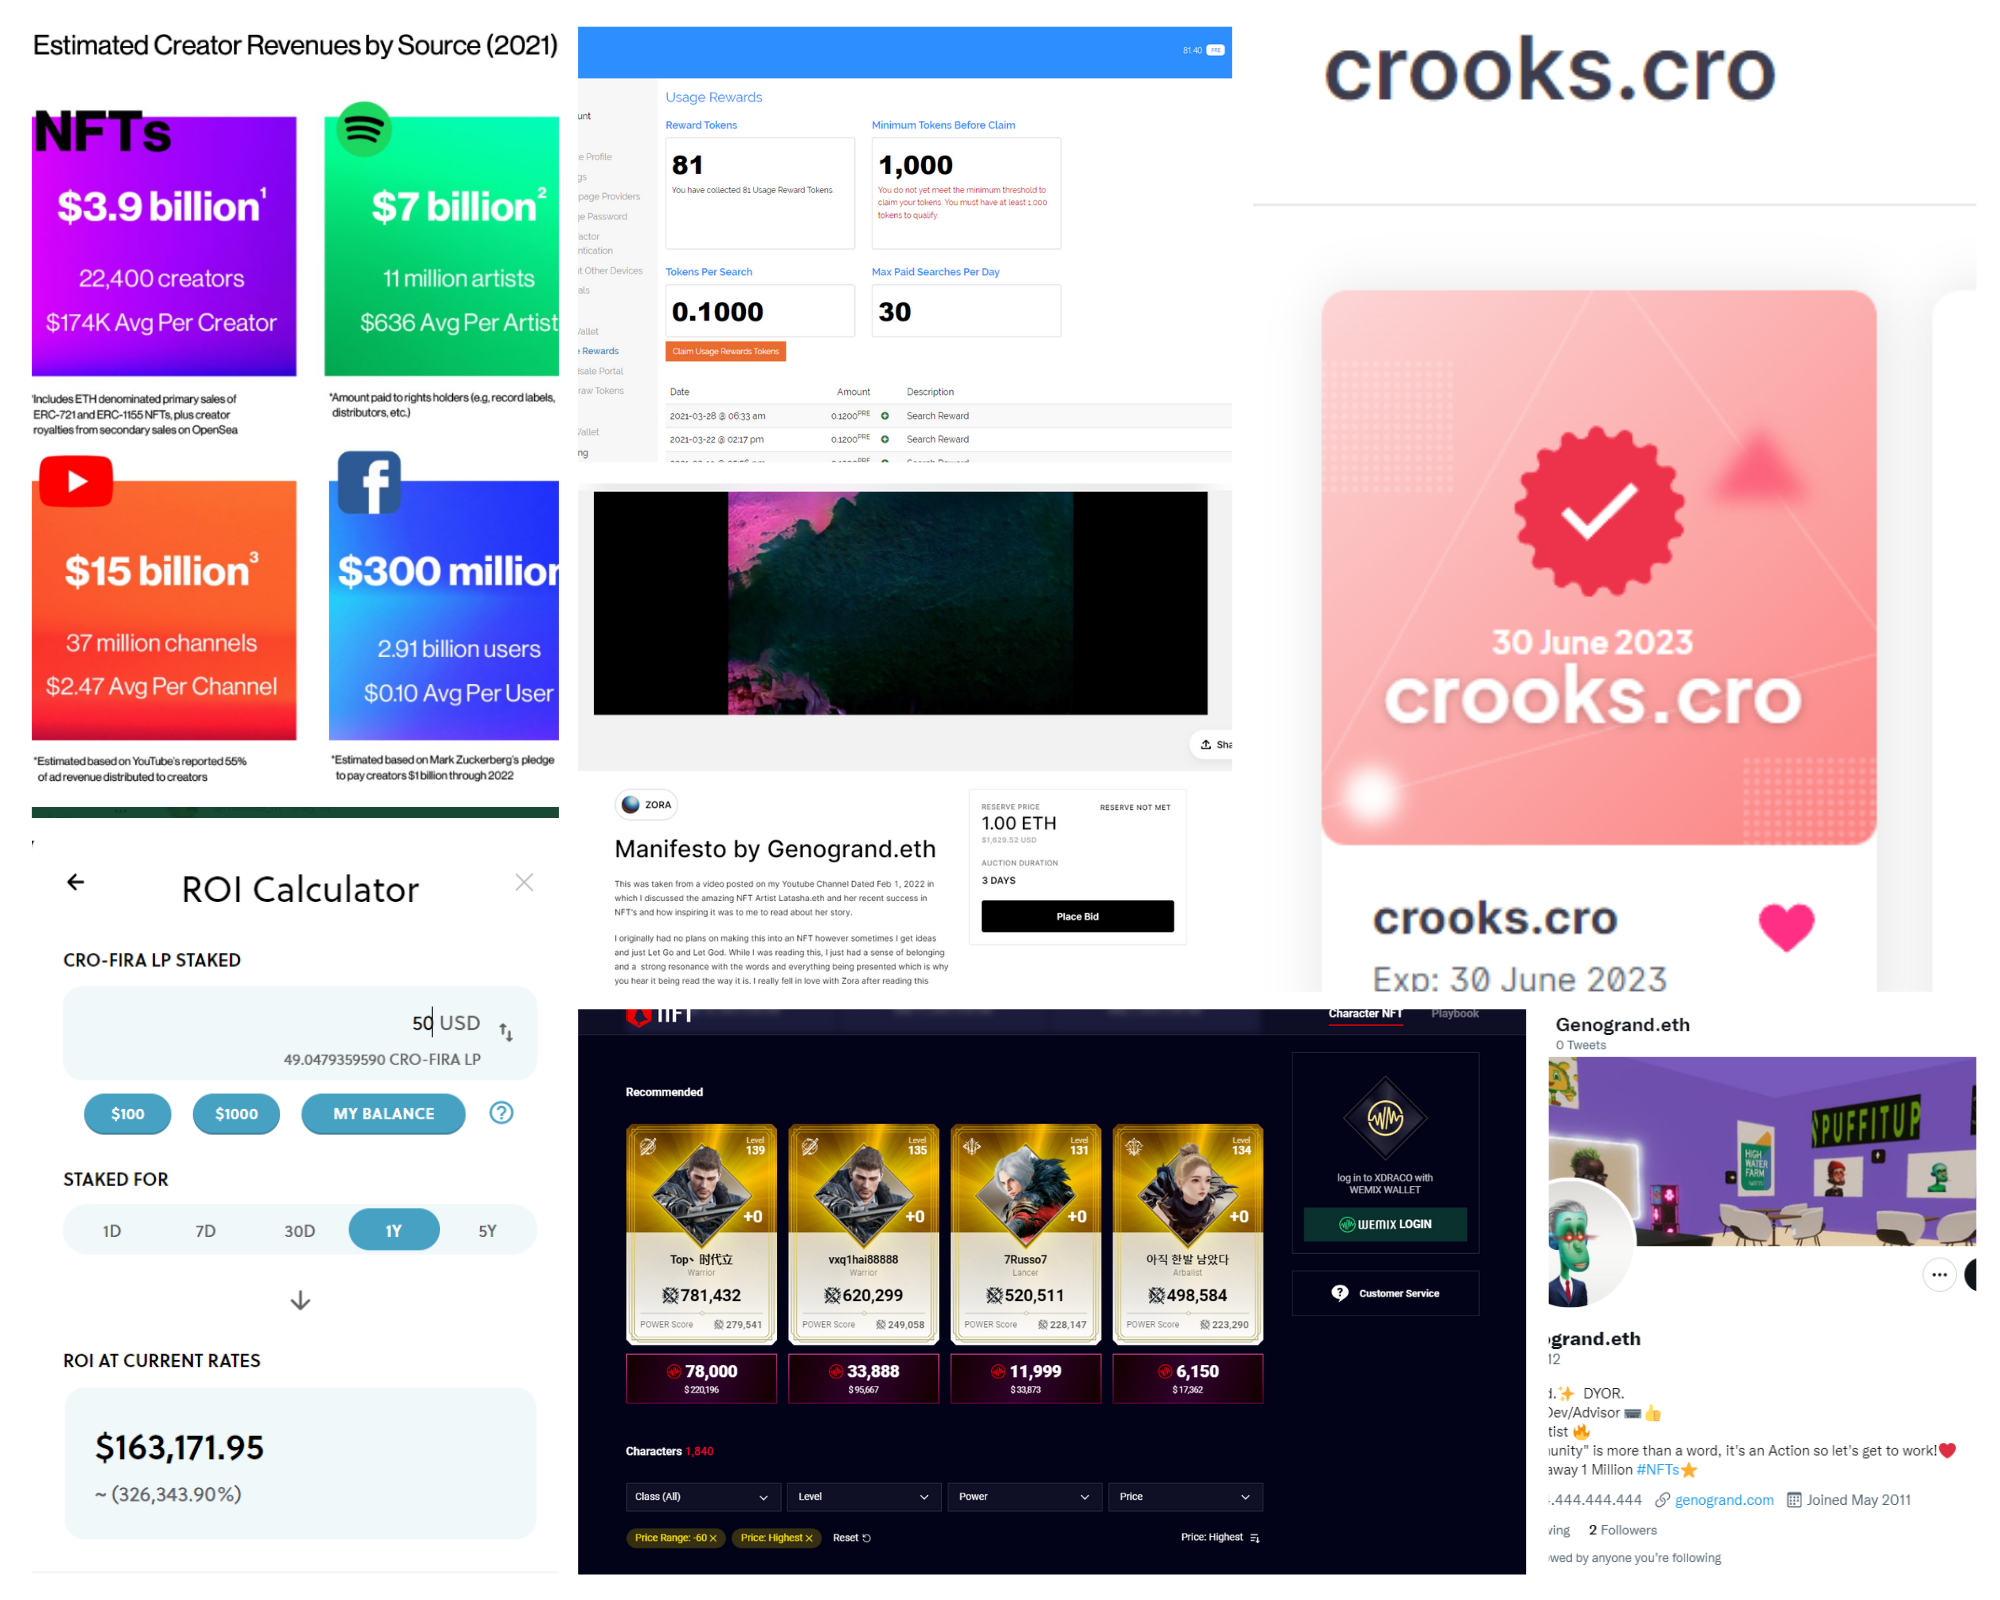 Estimated Creator Revenues by Source (2021)
NFTs
$3.9 billion¹
22,400 creators
$174K Avg Per Creator
$7 billion²
11 million artists
$636 Avg Per Artist
¹Includes ETH denominated primary sales of
ERC-721 and ERC-1155 NFTs, plus creator
royalties from secondary sales on OpenSea
*Amount paid to rights holders (e.g, record labels,
distributors, etc.)
$15 billion³
37 million channels
$2.47 Avg Per Channel
f
$300 million
2.91 billion users
$0.10 Avg Per User
*Estimated based on YouTube's reported 55%
of ad revenue distributed to creators
*Estimated based on Mark Zuckerberg's pledge
to pay creators $1 billion through 2022
ROI Calculator
CRO-FIRA LP STAKED
50 USD
49.0479359590 CRO-FIRA LP
$100
$1000
MY BALANCE
STAKED FOR
1D
7D
30D
1Y
5Y
ROI AT CURRENT RATES
$163,171.95
~ (326,343.90%)
81.40 PRE
Usage Rewards
Reward Tokens
81
You have collected 81 Usage Reward Tokens.
Minimum Tokens Before Claim
1,000
You do not yet meet the minimum threshold to
claim your tokens. You must have at least 1,000
tokens to qualify.
Tokens Per Search
0.1000
Max Paid Searches Per Day
30
Claim Usage Rewards Tokens
unt
e Profile
gs
page Providers
ge Password
actor
ntication
t Other Devices
als
Wallet
e Rewards
sale Portal
raw Tokens
Wallet
ng
Date Amount Description
2021-03-28 @ 06:33 am 0.1200PRE Search Reward
2021-03-22 @ 02:17 pm 0.1200PRE Search Reward
Sha
ZORA
Manifesto by Genogrand.eth
This was taken from a video posted on my Youtube Channel Dated Feb 1, 2022 in
which I discussed the amazing NFT Artist Latasha.eth and her recent success in
NFT's and how inspiring it was to me to read about her story.
I originally had no plans on making this into an NFT however sometimes I get ideas
and just Let Go and Let God. While I was reading this, I just had a sense of belonging
and a strong resonance with the words and everything being presented which is why
you hear it being read the way it is. I really fell in love with Zora after reading this
RESERVE PRICE
RESERVE NOT MET
1.00 ETH
$1,629.52 USD
AUCTION DURATION
3 DAYS
Place Bid
crooks.cro
30 June 2023
crooks.cro
crooks.cro
Exp: 30 June 2023
NFT
Character NFT
Playbook
Recommended
Level
139
+0
Top丶时代立
Warrior
781,432
POWER Score 279,541
78,000
$ 220,196
Level
135
+0
vxq1hai88888
Warrior
620,299
POWER Score 249,058
33,888
$ 95,667
Level
131
+0
7Russo7
Lancer
520,511
POWER Score 228,147
11,999
$ 33,873
Level
134
+0
아직 한발 남았다
Arbalist
498,584
POWER Score 223,290
6,150
$ 17,362
log in to XDRACO with
WEMIX WALLET
WEMIX LOGIN
Customer Service
Characters 1,840
Class (All)
Level
Power
Price
Price Range: -60 ×
Price: Highest ×
Reset
Price: Highest
Genogrand.eth
0 Tweets
PUFFITUP
HIGH
WATER
FARM
grand.eth
12
d.✨ DYOR.
Dev/Advisor ⌨️👍
tist 🔥
unity" is more than a word, it's an Action so let's get to work!❤️
away 1 Million #NFTs⭐
.444.444.444 genogrand.com Joined May 2011
ving 2 Followers
wed by anyone you're following